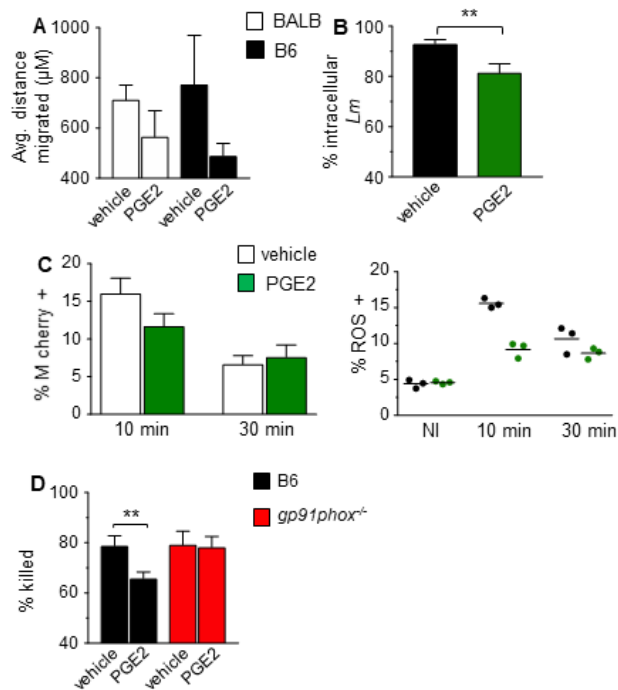 A
BALB
B6
Avg. distance
migrated (µM)
1000
800
600
400
vehicle
PGE2
vehicle
PGE2
B
**
% intracellular
Lm
100
80
60
40
vehicle
PGE2
C
vehicle
PGE2
% M cherry +
20
15
10
5
0
10 min
30 min
% ROS +
20
15
10
5
0
NI
10 min
30 min
D
B6
gp91phox-/-
**
% killed
100
80
60
40
vehicle
PGE2
vehicle
PGE2